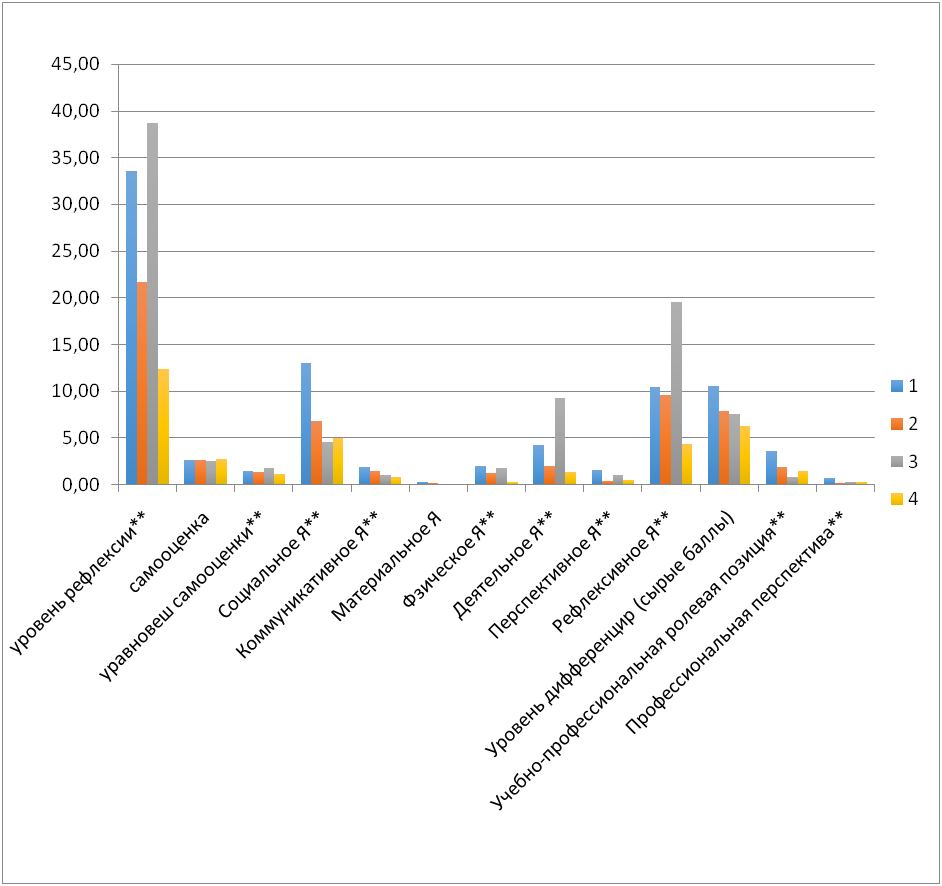 45,00
40,00
35,00
30,00
25,00
20,00
15,00
10,00
5,00
0,00
уровень рефлексии**
самооценка
уравновеш самооценки**
Социальное Я**
Коммуникативное Я**
Материальное Я
Фзическое Я**
Деятельное Я**
Перспективное Я**
Рефлексивное Я**
Уровень дифференцир (сырые баллы)
Учебно-профессиональная ролевая позиция**
Профессиональная перспектива**
1
2
3
4